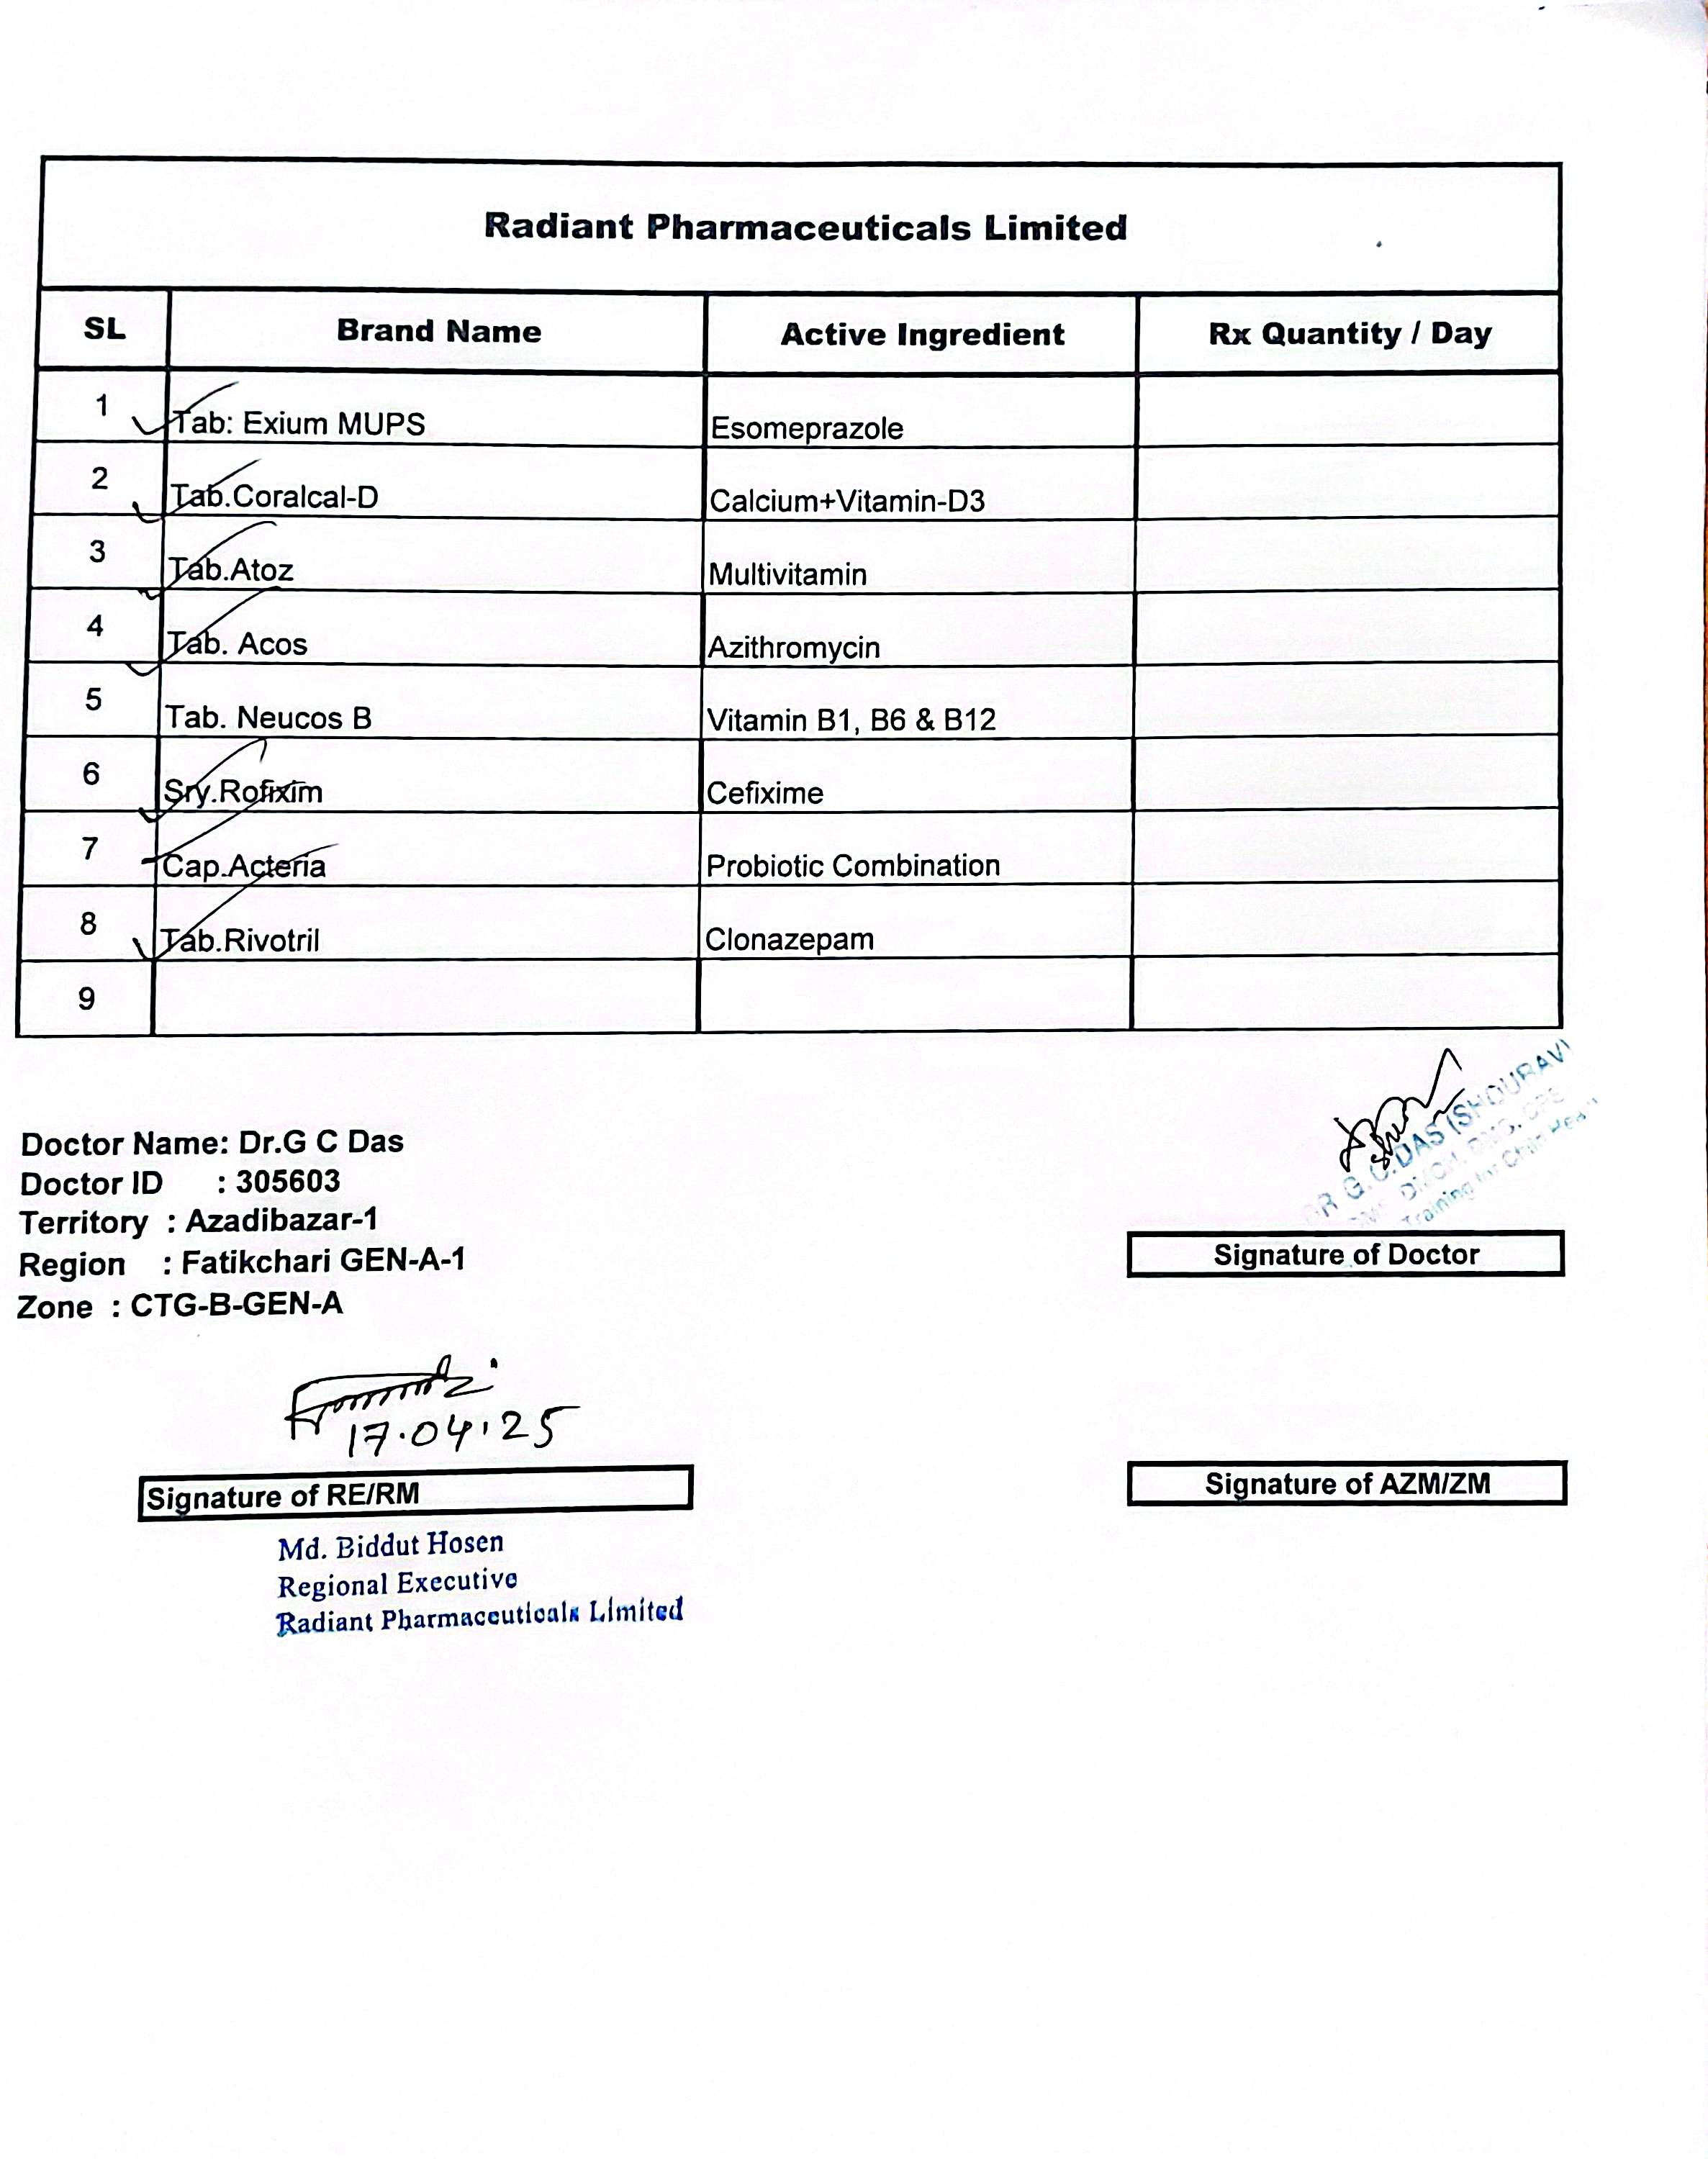 Radiant Pharmaceuticals Limited
SL Brand Name Active Ingredient Rx Quantity / Day
1 Tab: Exium MUPS Esomeprazole
2 Tab.Coralcal-D Calcium+Vitamin-D3
3 Tab.Atoz Multivitamin
4 Tab. Acos Azithromycin
5 Tab. Neucos B Vitamin B1, B6 & B12
6 Sry.Rofixim Cefixime
7 Cap.Acteria Probiotic Combination
8 Tab.Rivotril Clonazepam
9
Doctor Name: Dr.G C Das
Doctor ID : 305603
Territory : Azadibazar-1
Region : Fatikchari GEN-A-1
Zone : CTG-B-GEN-A
G.C.DAS (SHOURAV)
Training
Signature of Doctor
17.04.25
Signature of RE/RM
Signature of AZM/ZM
Md. Biddut Hosen
Regional Executive
Radiant Pharmaceuticals Limited